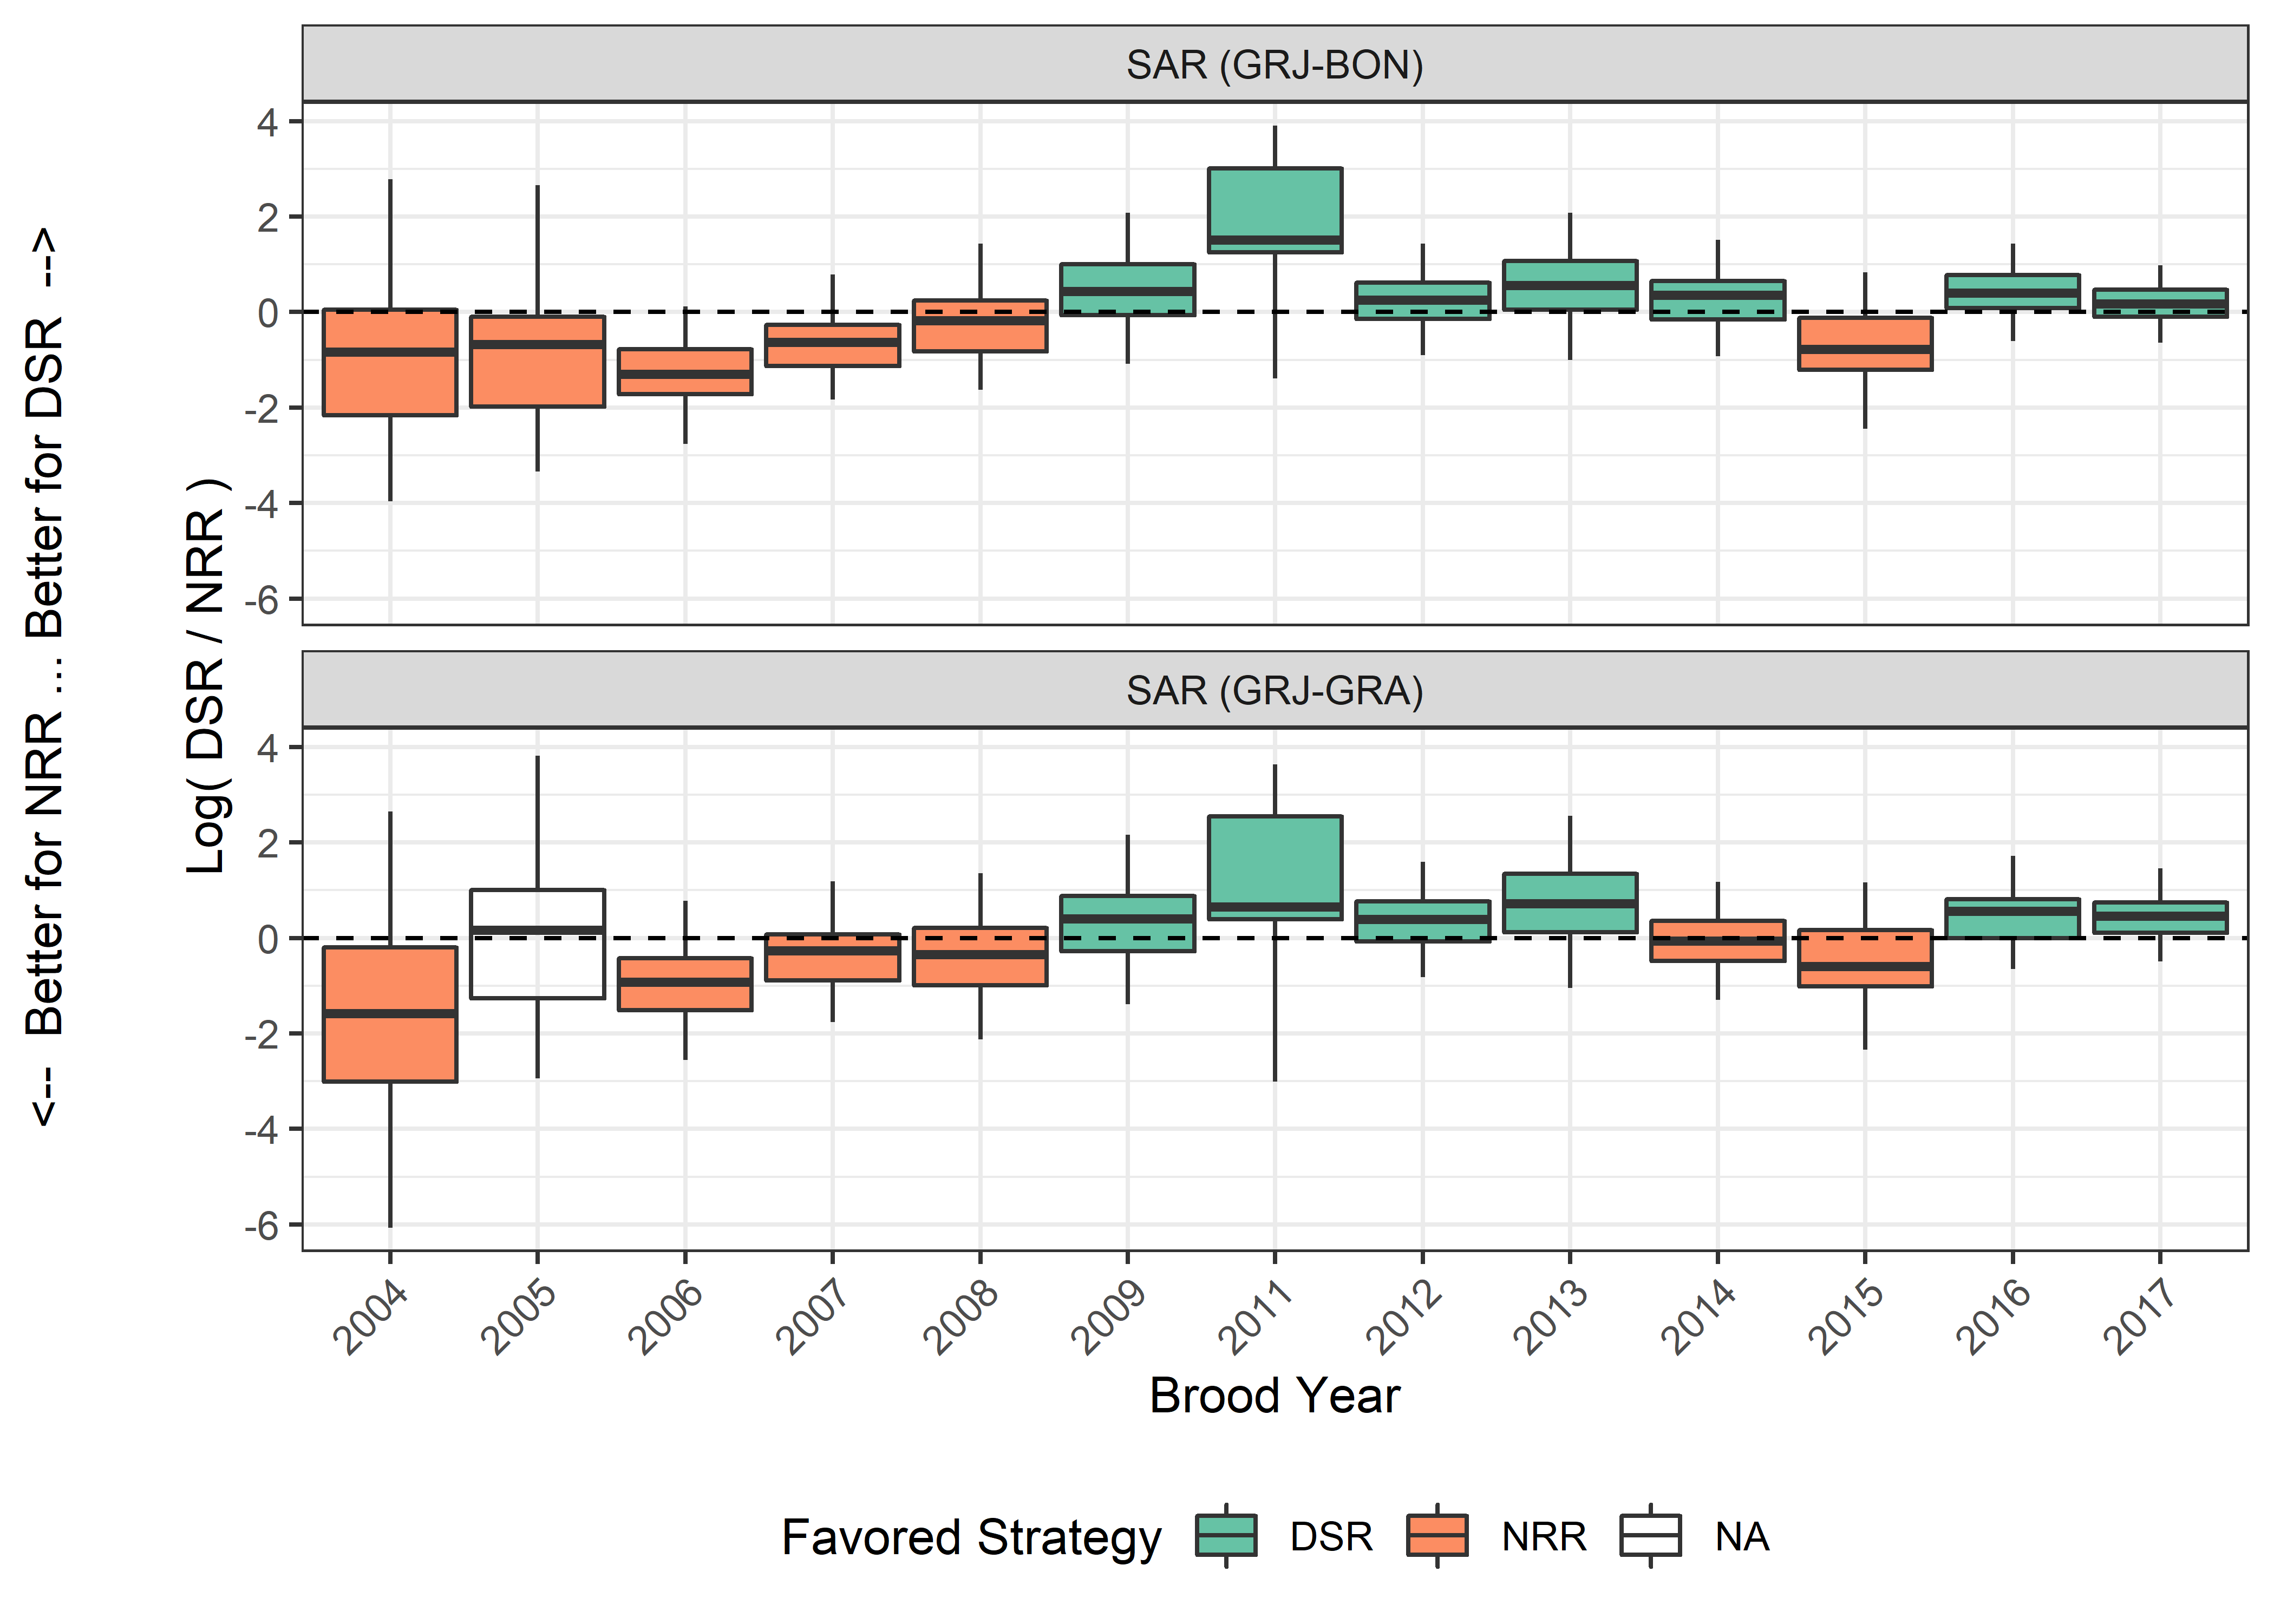 <--  Better for NRR ... Better for DSR  -->
Log( DSR / NRR )
SAR (GRJ-BON)
4
2
0
-2
-4
-6
SAR (GRJ-GRA)
4
2
0
-2
-4
-6
2004 2005 2006 2007 2008 2009 2011 2012 2013 2014 2015 2016 2017
Brood Year
Favored Strategy DSR NRR NA